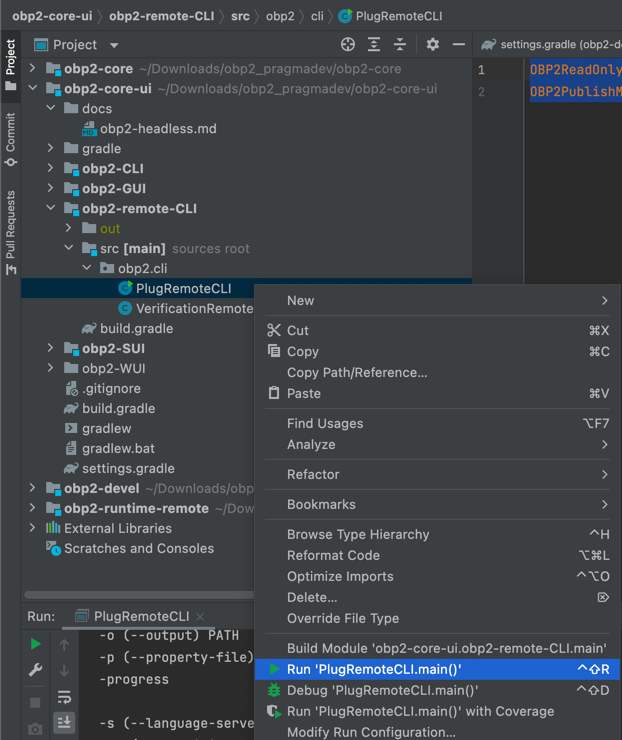 obp2-core-ui obp2-remote-CLI src obp2 cli PlugRemoteCLI
Project
Commit
Pull Requests
Project
obp2-core ~/Downloads/obp2_pragmadev/obp2-core
obp2-core-ui ~/Downloads/obp2_pragmadev/obp2-core-ui
docs
obp2-headless.md
gradle
obp2-CLI
obp2-GUI
obp2-remote-CLI
out
src [main] sources root
obp2.cli
PlugRemoteCLI
VerificationRemote
build.gradle
obp2-SUI
obp2-WUI
.gitignore
build.gradle
gradlew
gradlew.bat
settings.gradle
obp2-devel ~/Downloads/obp
obp2-runtime-remote ~/Dow
External Libraries
Scratches and Consoles
settings.gradle (obp2-d
1 OBP2ReadOnly
2 OBP2PublishM
New
Cut ⌘X
Copy ⌘C
Copy Path/Reference...
Paste ⌘V
Find Usages ⌥F7
Analyze
Refactor
Bookmarks
Browse Type Hierarchy ^H
Reformat Code ⌥⌘L
Optimize Imports ^⌥O
Delete... ⌦
Override File Type
Build Module 'obp2-core-ui.obp2-remote-CLI.main'
Run 'PlugRemoteCLI.main()' ^⇧R
Debug 'PlugRemoteCLI.main()' ^⇧D
Run 'PlugRemoteCLI.main()' with Coverage
Modify Run Configuration...
Run: PlugRemoteCLI
-o (--output) PATH
-p (--property-file)
-progress
-s (--language-serve